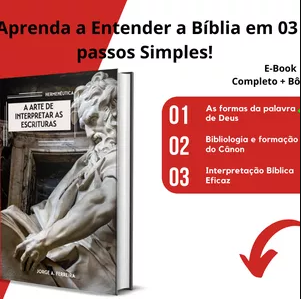 Aprenda a Entender a Bíblia em 03
passos Simples!
E-Book
Completo + Bô
HERMENÊUTICA
A ARTE DE
INTERPRETAR AS
ESCRITURAS
JORGE A. FERREIRA
01 As formas da palavra
de Deus
02 Bibliologia e formação
do Cânon
03 Interpretação Bíblica
Eficaz